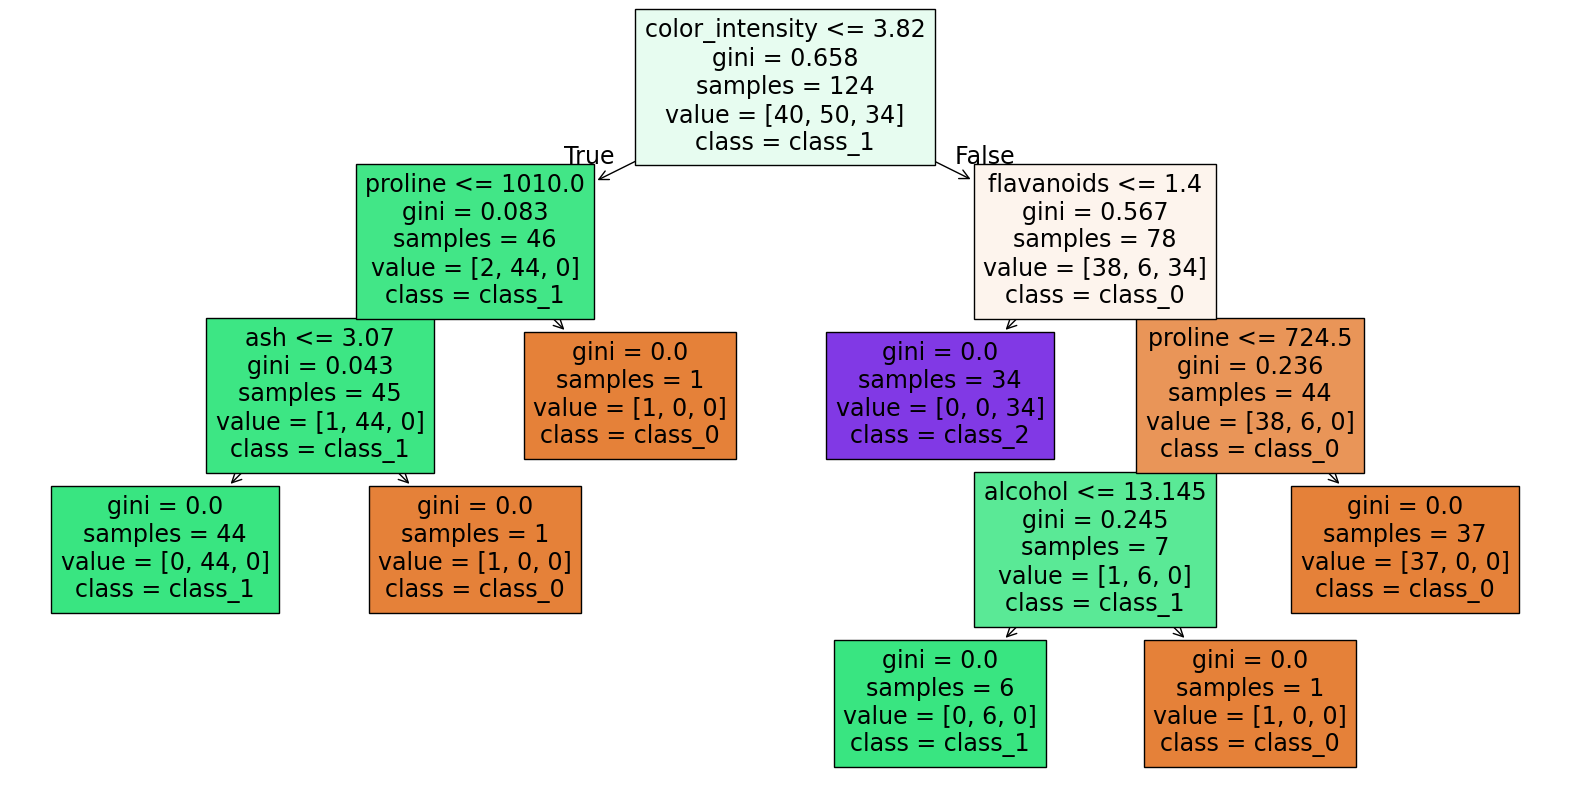 color_intensity <= 3.82
gini = 0.658
samples = 124
value = [40, 50, 34]
class = class_1
True
False
proline <= 1010.0
gini = 0.083
samples = 46
value = [2, 44, 0]
class = class_1
flavanoids <= 1.4
gini = 0.567
samples = 78
value = [38, 6, 34]
class = class_0
ash <= 3.07
gini = 0.043
samples = 45
value = [1, 44, 0]
class = class_1
gini = 0.0
samples = 1
value = [1, 0, 0]
class = class_0
gini = 0.0
samples = 34
value = [0, 0, 34]
class = class_2
proline <= 724.5
gini = 0.236
samples = 44
value = [38, 6, 0]
class = class_0
gini = 0.0
samples = 44
value = [0, 44, 0]
class = class_1
gini = 0.0
samples = 1
value = [1, 0, 0]
class = class_0
alcohol <= 13.145
gini = 0.245
samples = 7
value = [1, 6, 0]
class = class_1
gini = 0.0
samples = 37
value = [37, 0, 0]
class = class_0
gini = 0.0
samples = 6
value = [0, 6, 0]
class = class_1
gini = 0.0
samples = 1
value = [1, 0, 0]
class = class_0